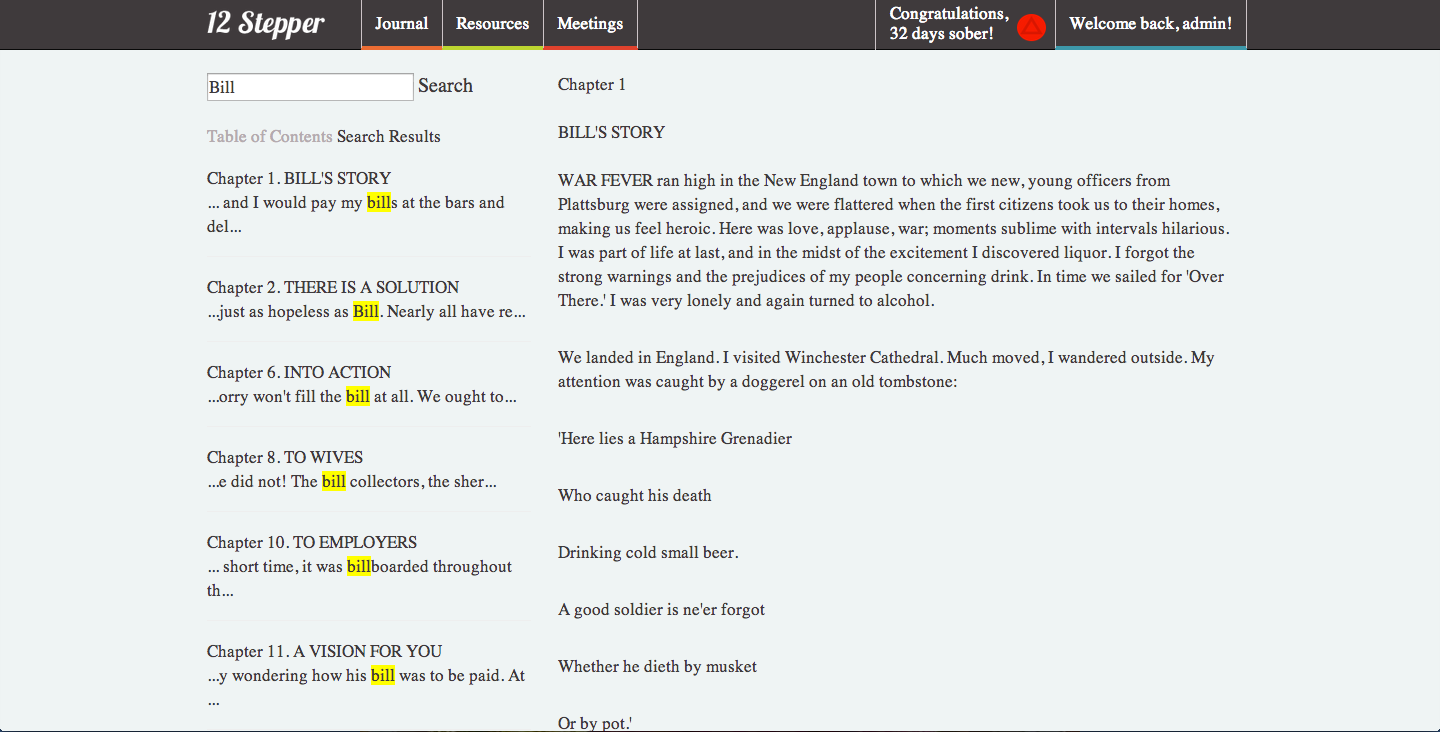 12 Stepper
Journal
Resources
Meetings
Congratulations,
32 days sober!
Welcome back, admin!
Bill
Search
Table of Contents Search Results
Chapter 1. BILL'S STORY
... and I would pay my bills at the bars and
del...
Chapter 2. THERE IS A SOLUTION
...just as hopeless as Bill. Nearly all have re...
Chapter 6. INTO ACTION
...orry won't fill the bill at all. We ought to...
Chapter 8. TO WIVES
...e did not! The bill collectors, the sher...
Chapter 10. TO EMPLOYERS
... short time, it was billboarded throughout
th...
Chapter 11. A VISION FOR YOU
...y wondering how his bill was to be paid. At
...
Chapter 1
BILL'S STORY
WAR FEVER ran high in the New England town to which we new, young officers from
Plattsburg were assigned, and we were flattered when the first citizens took us to their homes,
making us feel heroic. Here was love, applause, war; moments sublime with intervals hilarious.
I was part of life at last, and in the midst of the excitement I discovered liquor. I forgot the
strong warnings and the prejudices of my people concerning drink. In time we sailed for 'Over
There.' I was very lonely and again turned to alcohol.
We landed in England. I visited Winchester Cathedral. Much moved, I wandered outside. My
attention was caught by a doggerel on an old tombstone:
'Here lies a Hampshire Grenadier
Who caught his death
Drinking cold small beer.
A good soldier is ne'er forgot
Whether he dieth by musket
Or by pot.'